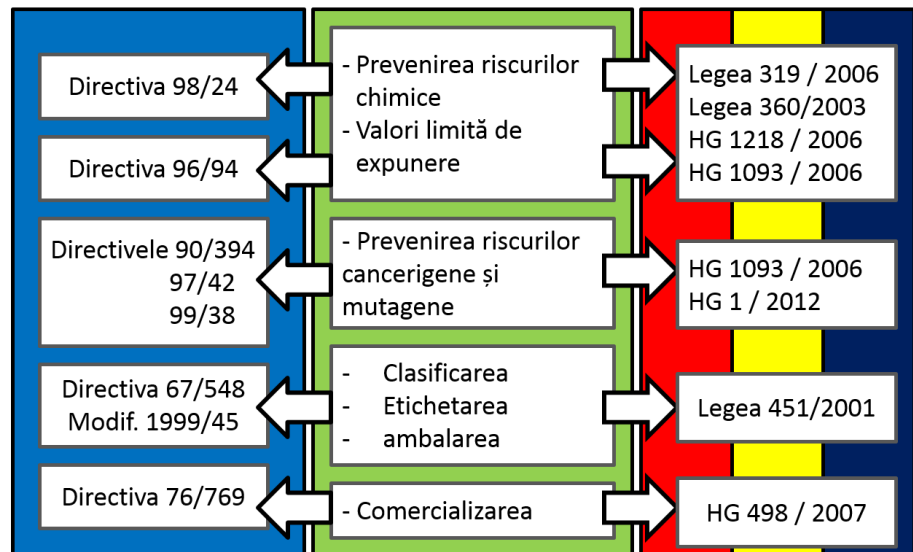 Directiva 98/24
Directiva 96/94
Directivele 90/394
97/42
99/38
Directiva 67/548
Modif. 1999/45
Directiva 76/769
- Prevenirea riscurilor
chimice
- Valori limită de
expunere
- Prevenirea riscurilor
cancerigene și
mutagene
- Clasificarea
- Etichetarea
- ambalarea
- Comercializarea
Legea 319 / 2006
Legea 360/2003
HG 1218 / 2006
HG 1093 / 2006
HG 1093 / 2006
HG 1 / 2012
Legea 451/2001
HG 498 / 2007